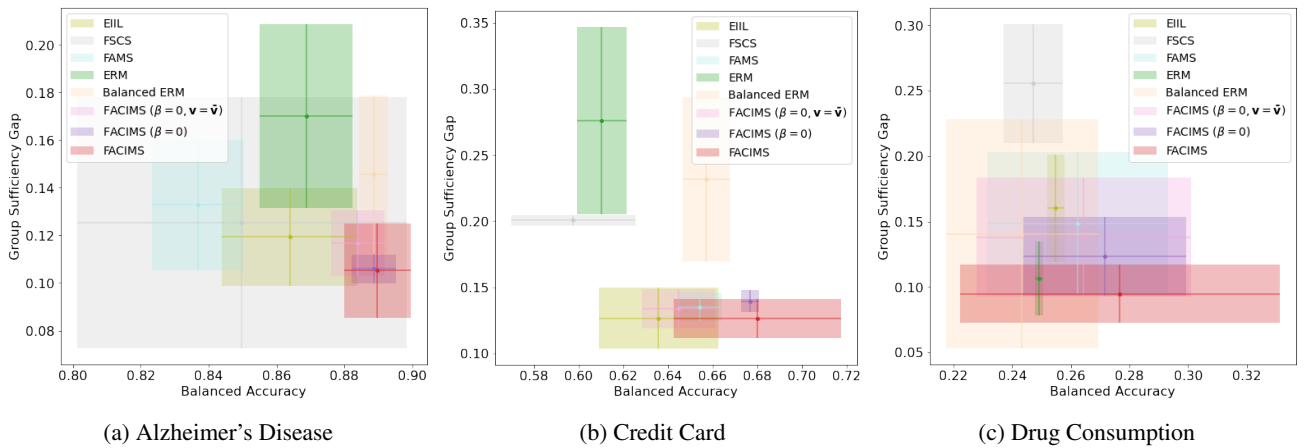 Group Sufficiency Gap
0.20
0.18
0.16
0.14
0.12
0.10
0.08
EIIL
FSCS
FAMS
ERM
Balanced ERM
FACIMS (β = 0, v = v̄)
FACIMS (β = 0)
FACIMS
0.80 0.82 0.84 0.86 0.88 0.90
Balanced Accuracy
(a) Alzheimer's Disease
Group Sufficiency Gap
0.35
0.30
0.25
0.20
0.15
0.10
EIIL
FSCS
FAMS
ERM
Balanced ERM
FACIMS (β = 0, v = v̄)
FACIMS (β = 0)
FACIMS
0.58 0.60 0.62 0.64 0.66 0.68 0.70 0.72
Balanced Accuracy
(b) Credit Card
Group Sufficiency Gap
0.30
0.25
0.20
0.15
0.10
0.05
EIIL
FSCS
FAMS
ERM
Balanced ERM
FACIMS (β = 0, v = v̄)
FACIMS (β = 0)
FACIMS
0.22 0.24 0.26 0.28 0.30 0.32
Balanced Accuracy
(c) Drug Consumption